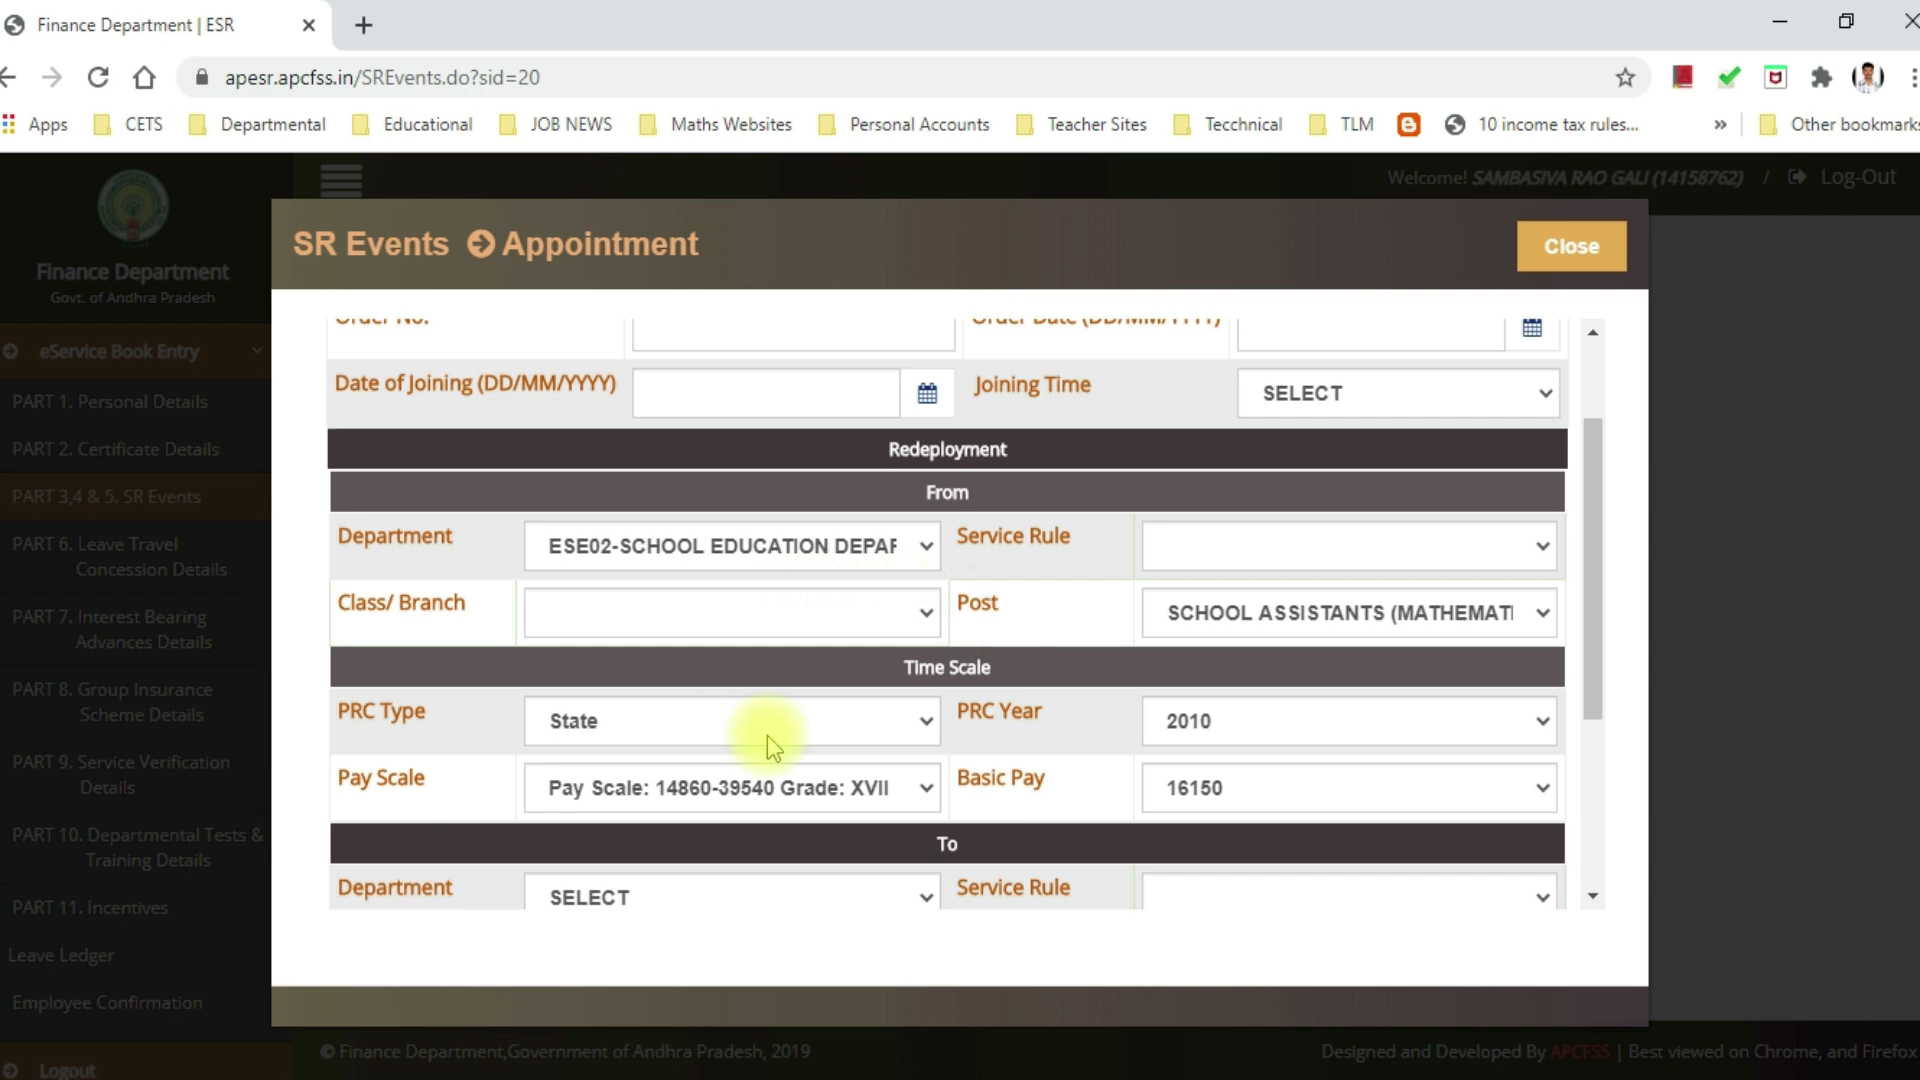 Finance Department | ESR
apesr.apcfss.in/SREvents.do?sid=20
Apps CETS Departmental Educational JOB NEWS Maths Websites Personal Accounts Teacher Sites Tecchnical TLM 10 income tax rules... » Other bookmarks
Welcome! SAMBASIVA RAO GALI (14158762) / Log-Out
Finance Department
Govt. of Andhra Pradesh
eService Book Entry
PART 1. Personal Details
PART 2. Certificate Details
PART 3,4 & 5. SR Events
PART 6. Leave Travel
Concession Details
PART 7. Interest Bearing
Advances Details
PART 8. Group Insurance
Scheme Details
PART 9. Service Verification
Details
PART 10. Departmental Tests &
Training Details
PART 11. Incentives
Leave Ledger
Employee Confirmation
Logout
SR Events Appointment
Close
Order No. Order Date (DD/MM/YYYY)
Date of Joining (DD/MM/YYYY) Joining Time SELECT
Redeployment
From
Department ESE02-SCHOOL EDUCATION DEPAR Service Rule
Class/ Branch Post SCHOOL ASSISTANTS (MATHEMATI
Time Scale
PRC Type State PRC Year 2010
Pay Scale Pay Scale: 14860-39540 Grade: XVII Basic Pay 16150
To
Department SELECT Service Rule
© Finance Department,Government of Andhra Pradesh, 2019
Designed and Developed By APCFSS | Best viewed on Chrome, and Firefox